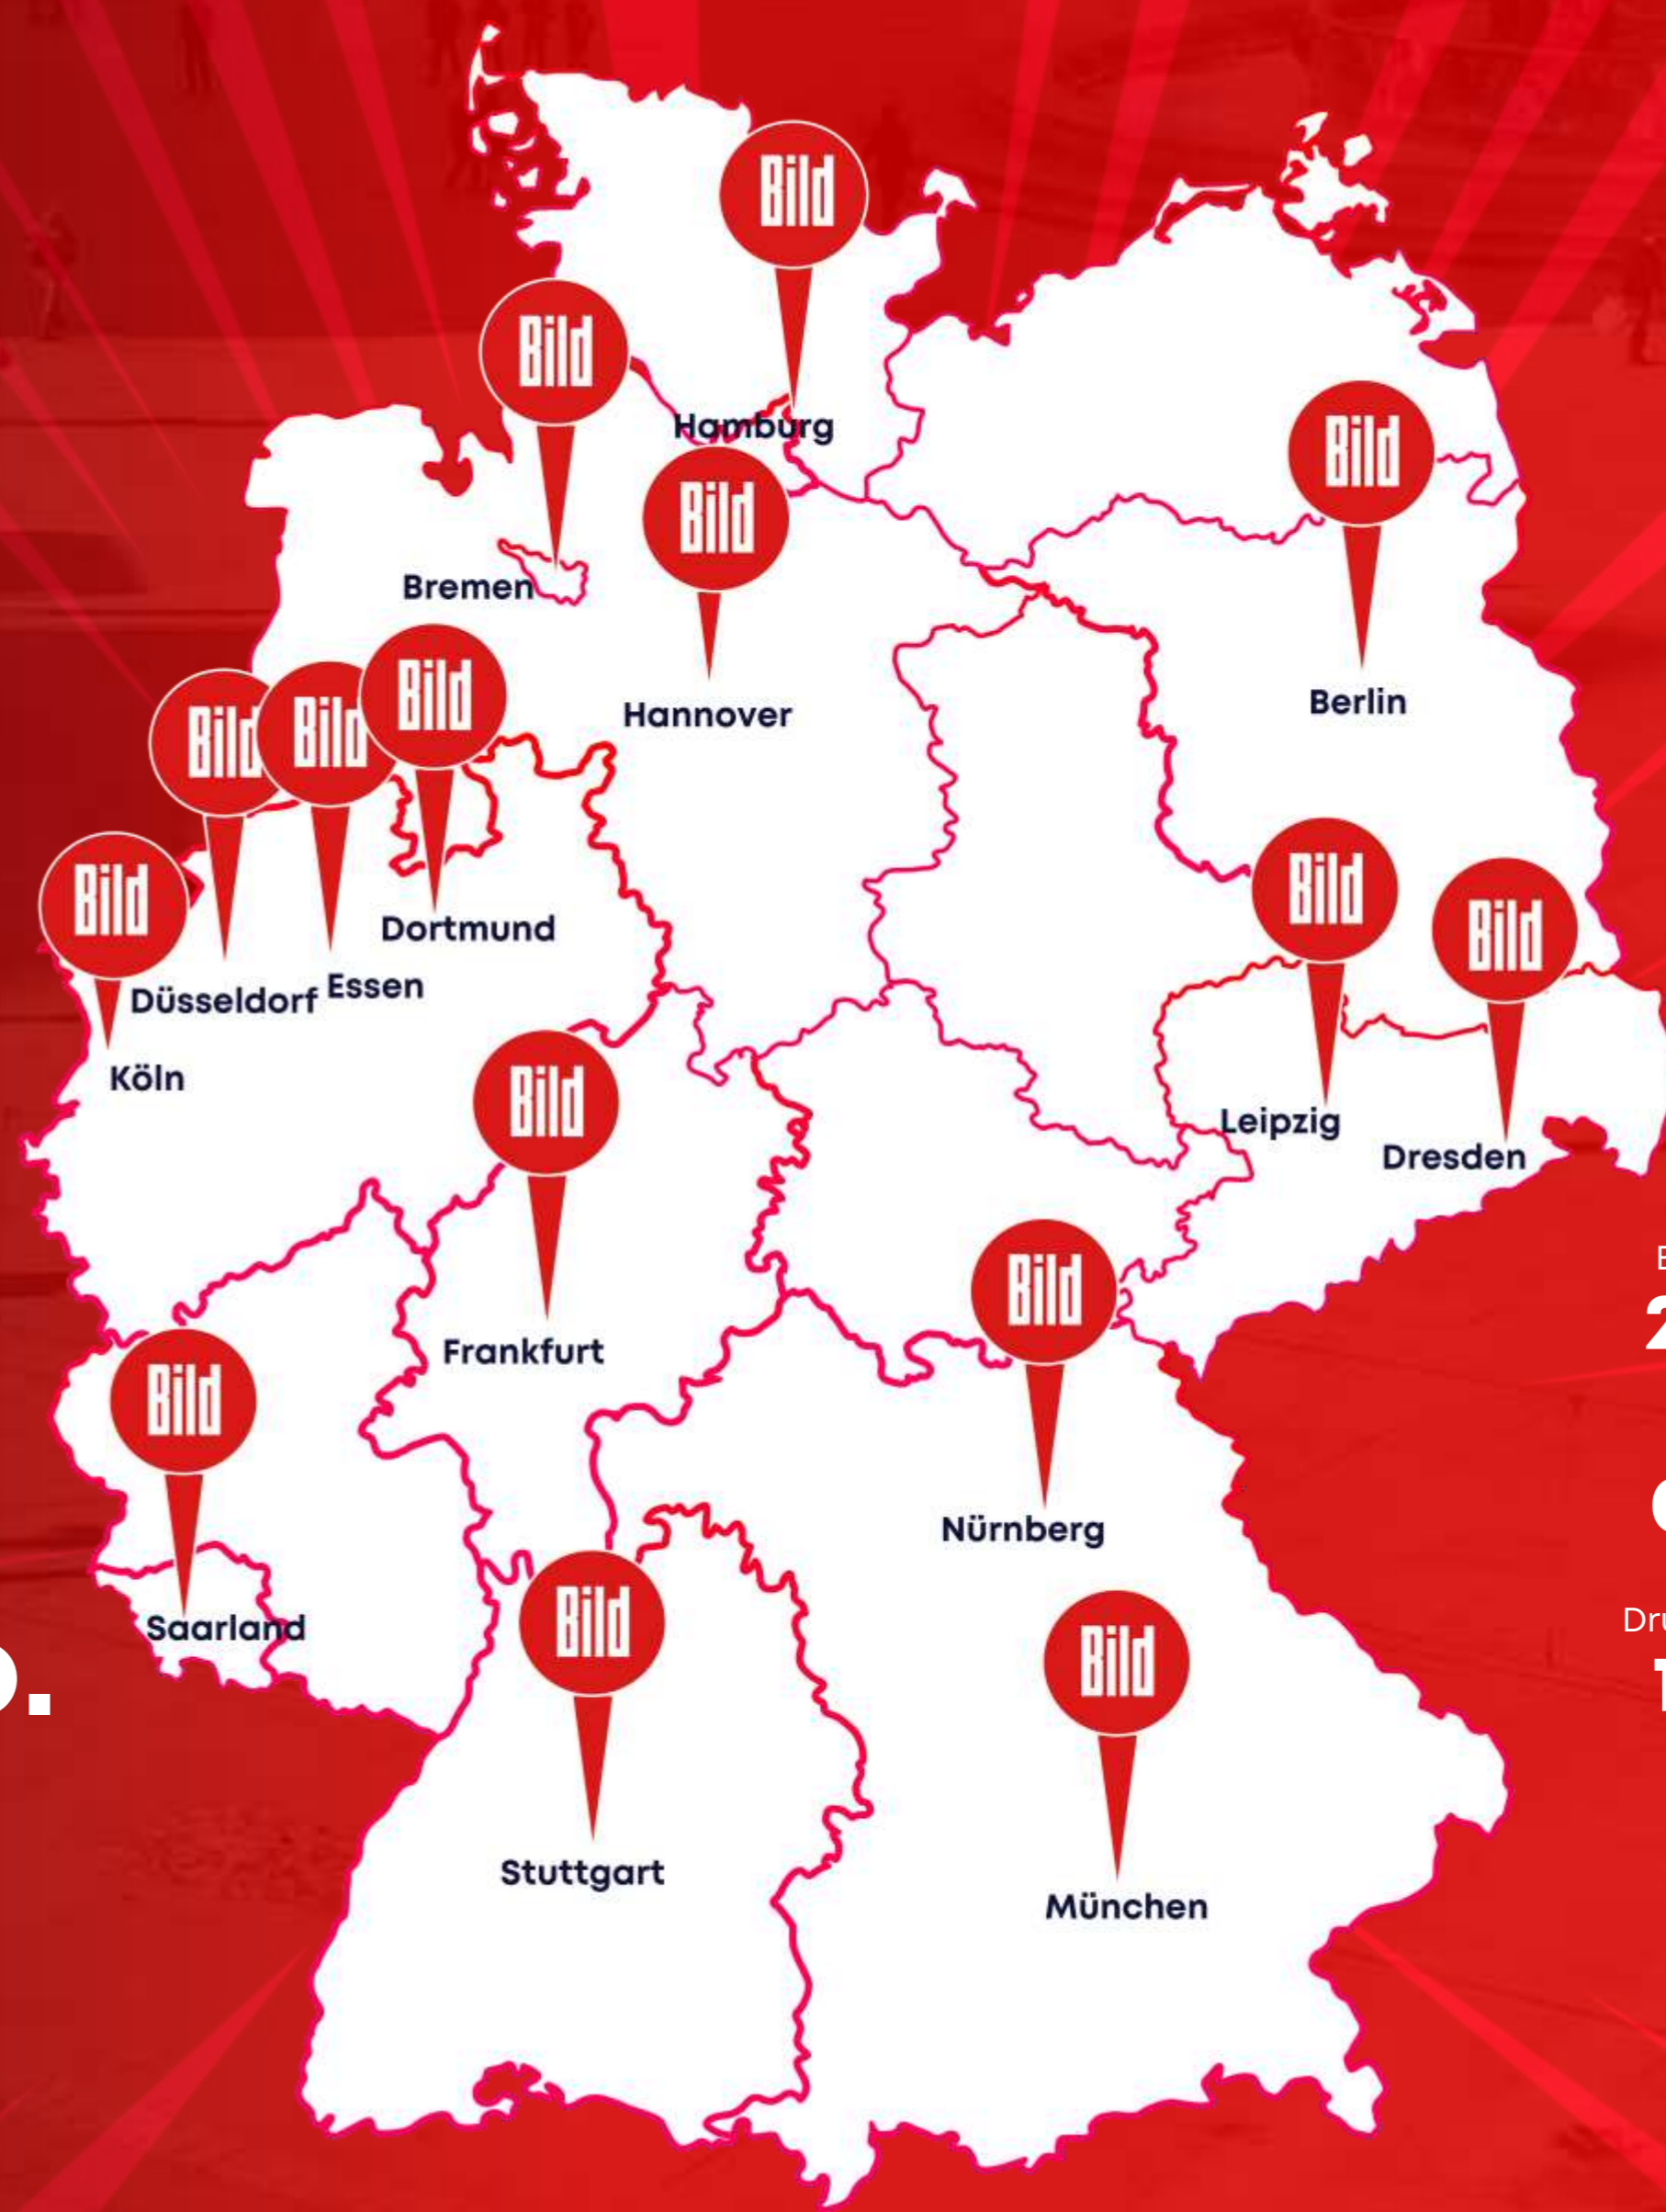 Bild
Bild
Hamburg
Bild
Bild
Bremen
Bild
Bild
Bild
Berlin
Hannover
Bild
Bild
Bild
Bild
Dortmund
Düsseldorf
Essen
Köln
Bild
Leipzig
Dresden
Bild
Frankfurt
Bild
Nürnberg
Bild
Saarland
Bild
Stuttgart
München